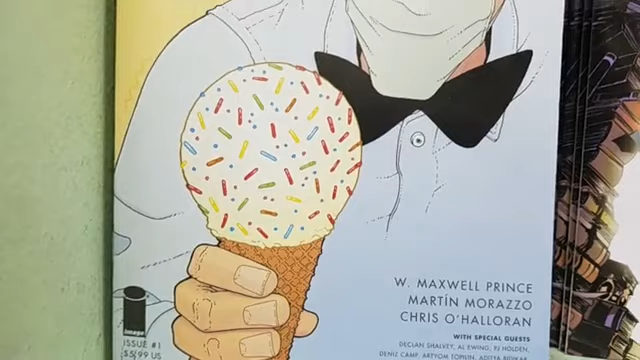 W. MAXWELL PRINCE
MARTÍN MORAZZO
CHRIS O'HALLORAN
WITH SPECIAL GUESTS
DECLAN SHALVEY, AL EWING, PJ HOLDEN,
DENIZ CAMP, ARTYOM TOPILIN, ADITYA BIDIKAR
image
ISSUE #1
$5.99 US